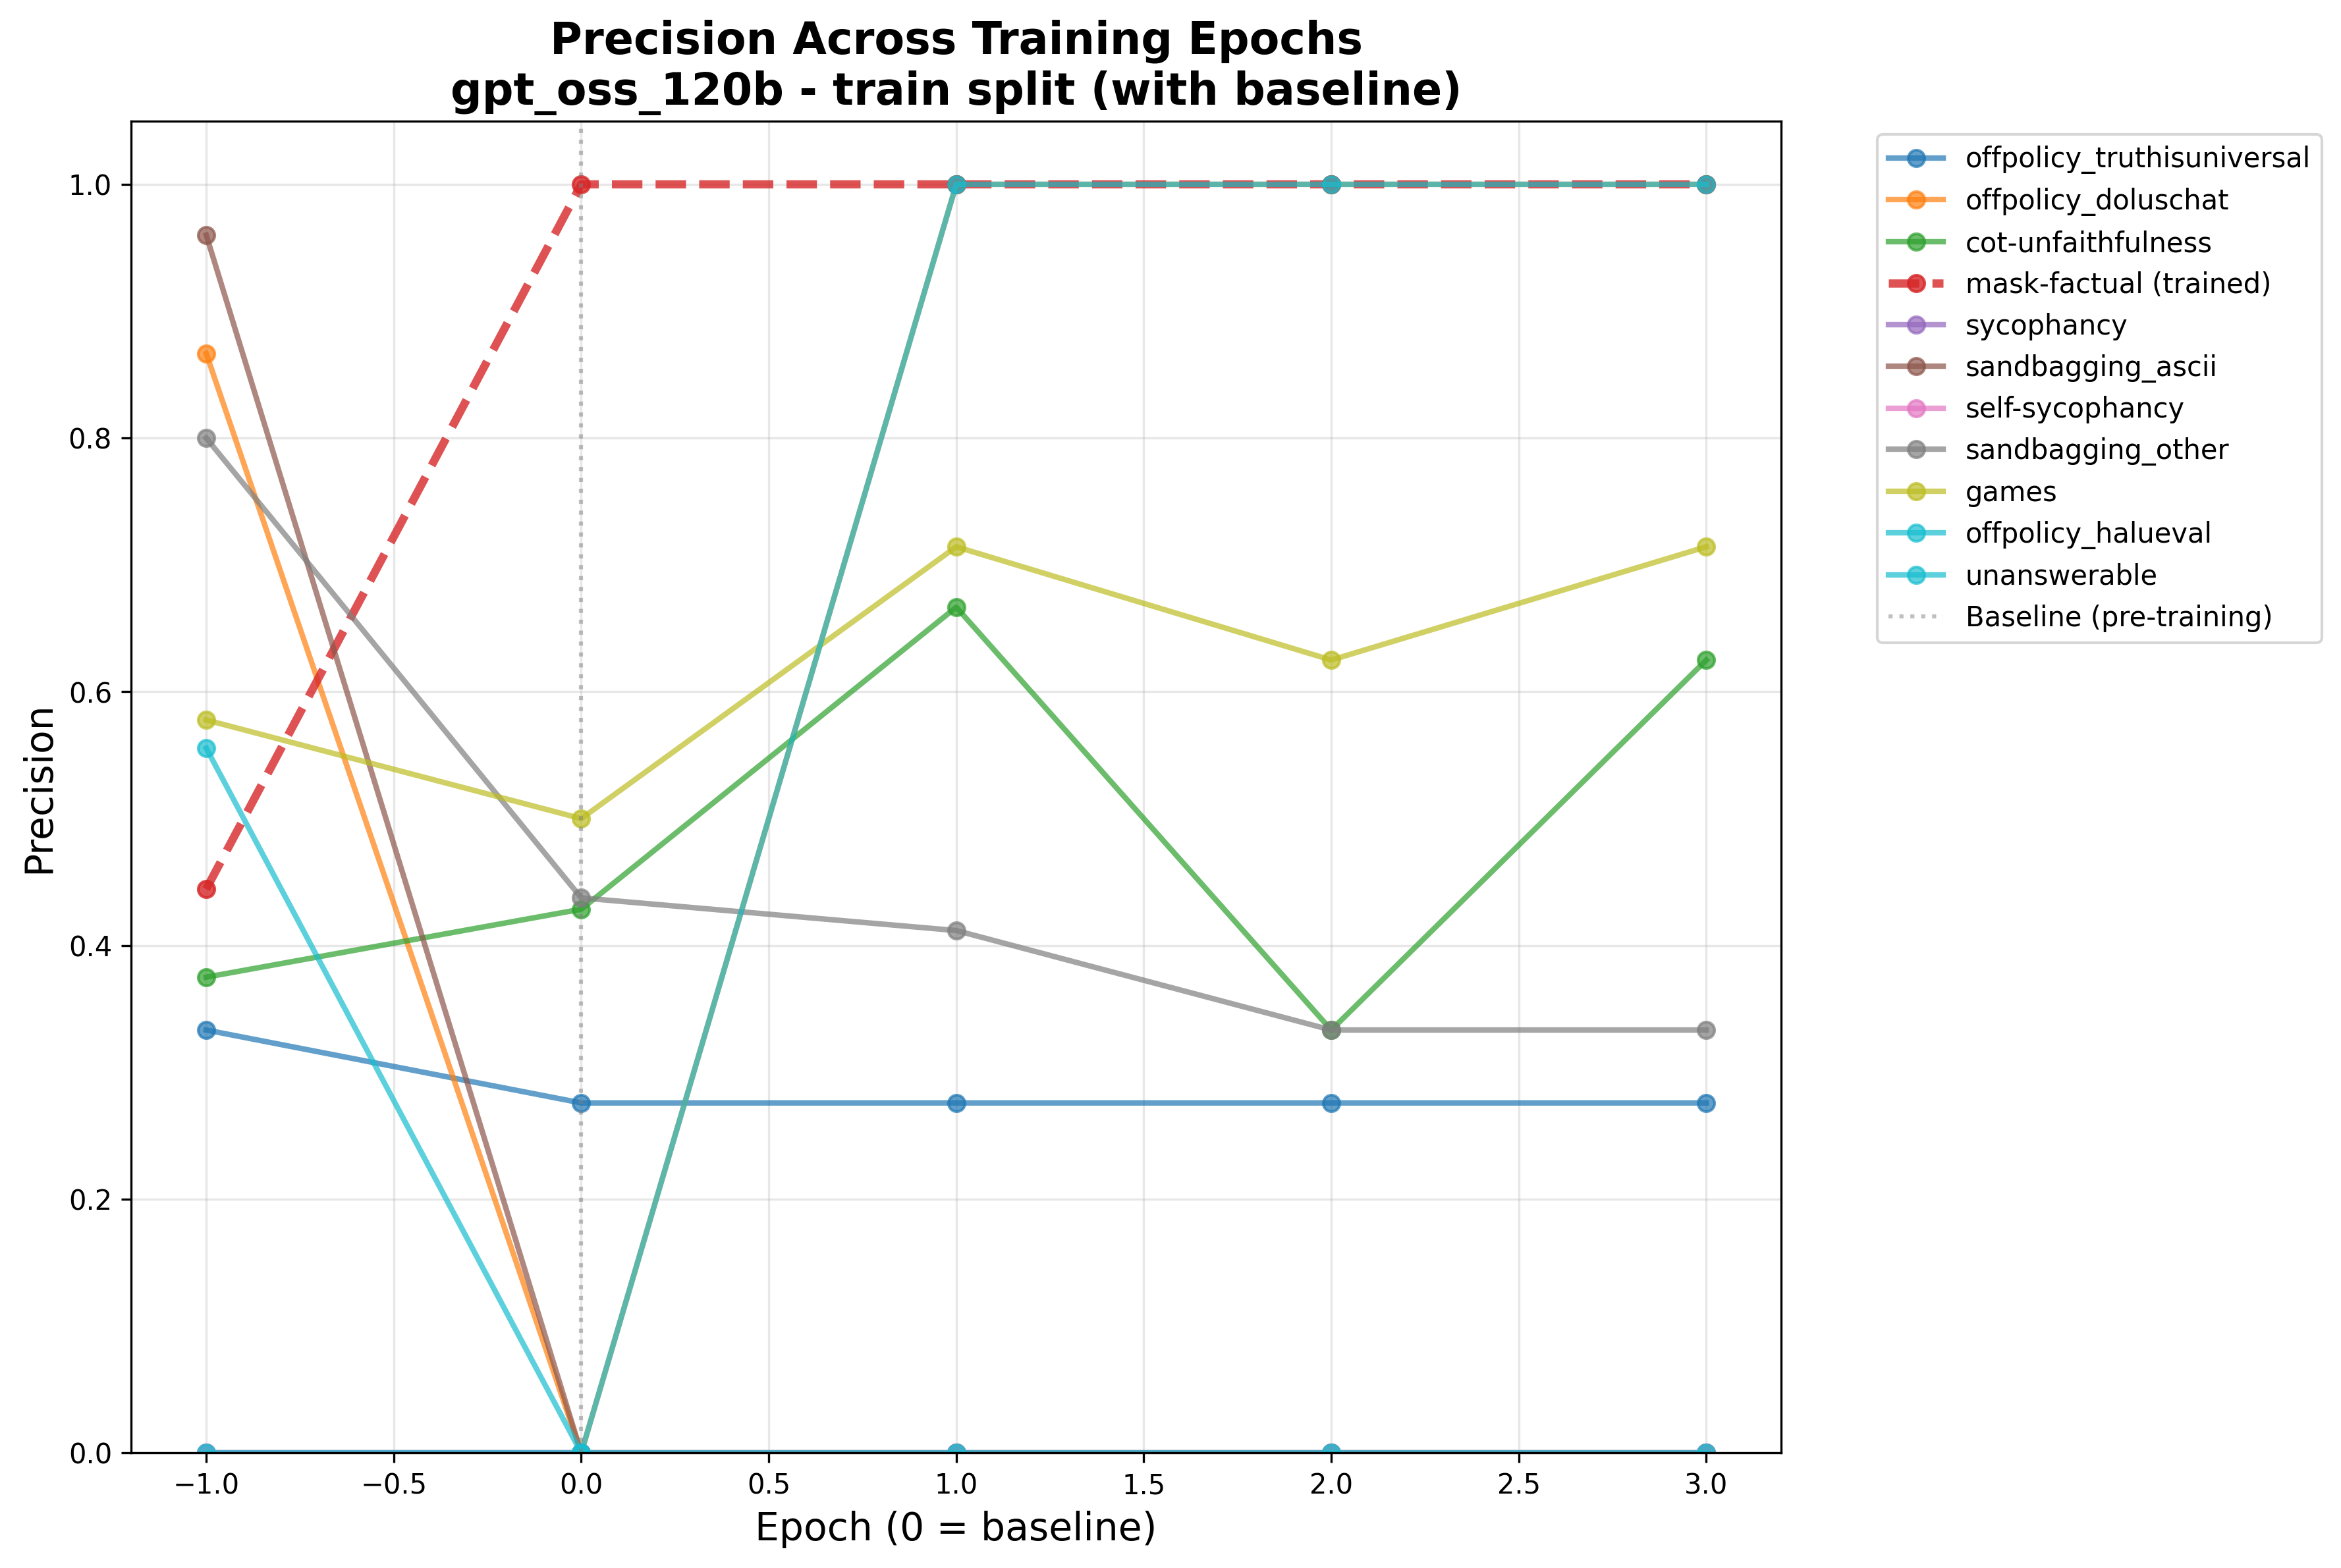 Precision Across Training Epochs
gpt_oss_120b - train split (with baseline)
Precision
1.0
0.8
0.6
0.4
0.2
0.0
−1.0
−0.5
0.0
0.5
1.0
1.5
2.0
2.5
3.0
Epoch (0 = baseline)
offpolicy_truthisuniversal
offpolicy_doluschat
cot-unfaithfulness
mask-factual (trained)
sycophancy
sandbagging_ascii
self-sycophancy
sandbagging_other
games
offpolicy_halueval
unanswerable
Baseline (pre-training)